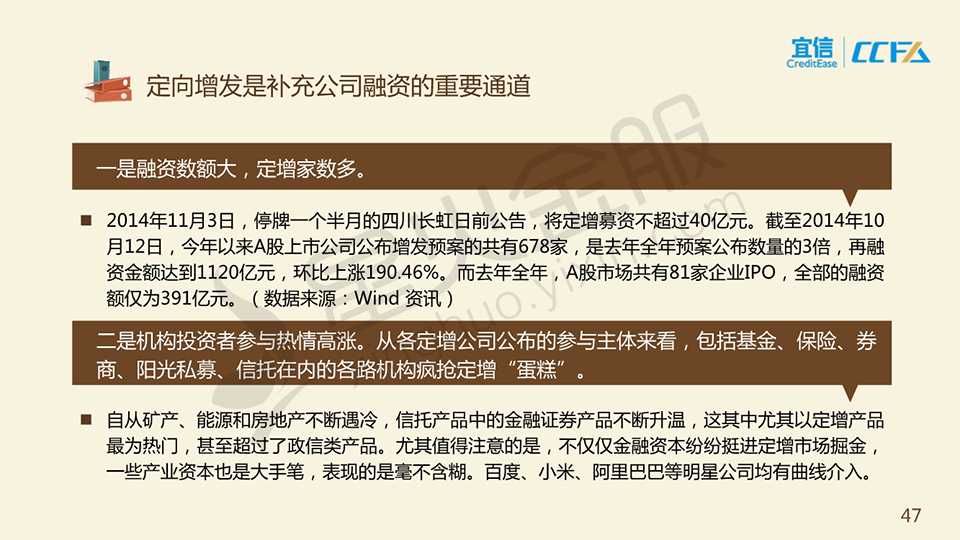 宜信
CreditEase
CCFA
定向增发是补充公司融资的重要通道
一是融资数额大，定增家数多。
■ 2014年11月3日，停牌一个半月的四川长虹日前公告，将定增募资不超过40亿元。截至2014年10
月12日，今年以来A股上市公司公布增发预案的共有678家，是去年全年预案公布数量的3倍，再融
资金额达到1120亿元，环比上涨190.46%。而去年全年，A股市场共有81家企业IPO，全部的融资
额仅为391亿元。（数据来源：Wind 资讯）
二是机构投资者参与热情高涨。从各定增公司公布的参与主体来看，包括基金、保险、券
商、阳光私募、信托在内的各路机构疯抢定增“蛋糕”。
■ 自从矿产、能源和房地产不断遇冷，信托产品中的金融证券产品不断升温，这其中尤其以定增产品
最为热门，甚至超过了政信类产品。尤其值得注意的是，不仅仅金融资本纷纷挺进定增市场掘金，
一些产业资本也是大手笔，表现的是毫不含糊。百度、小米、阿里巴巴等明星公司均有曲线介入。
47